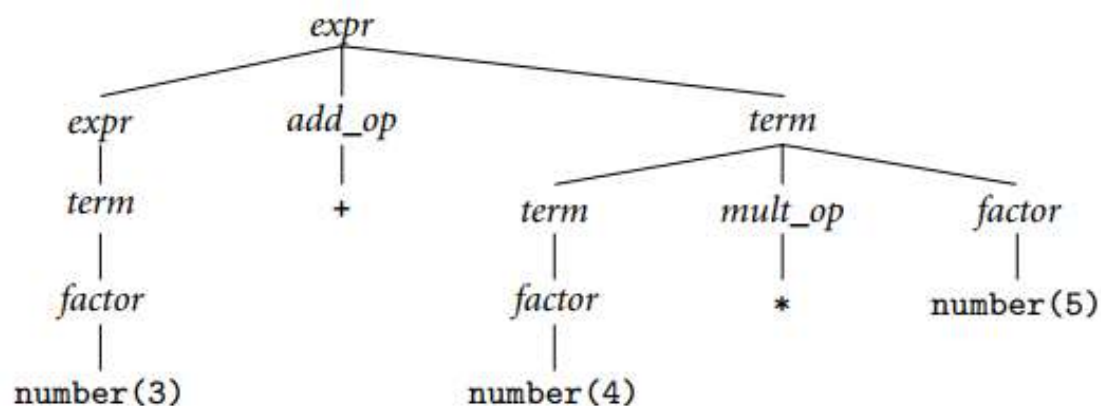 expr
expr add_op term
term + term mult_op factor
factor factor * number(5)
number(3) number(4)